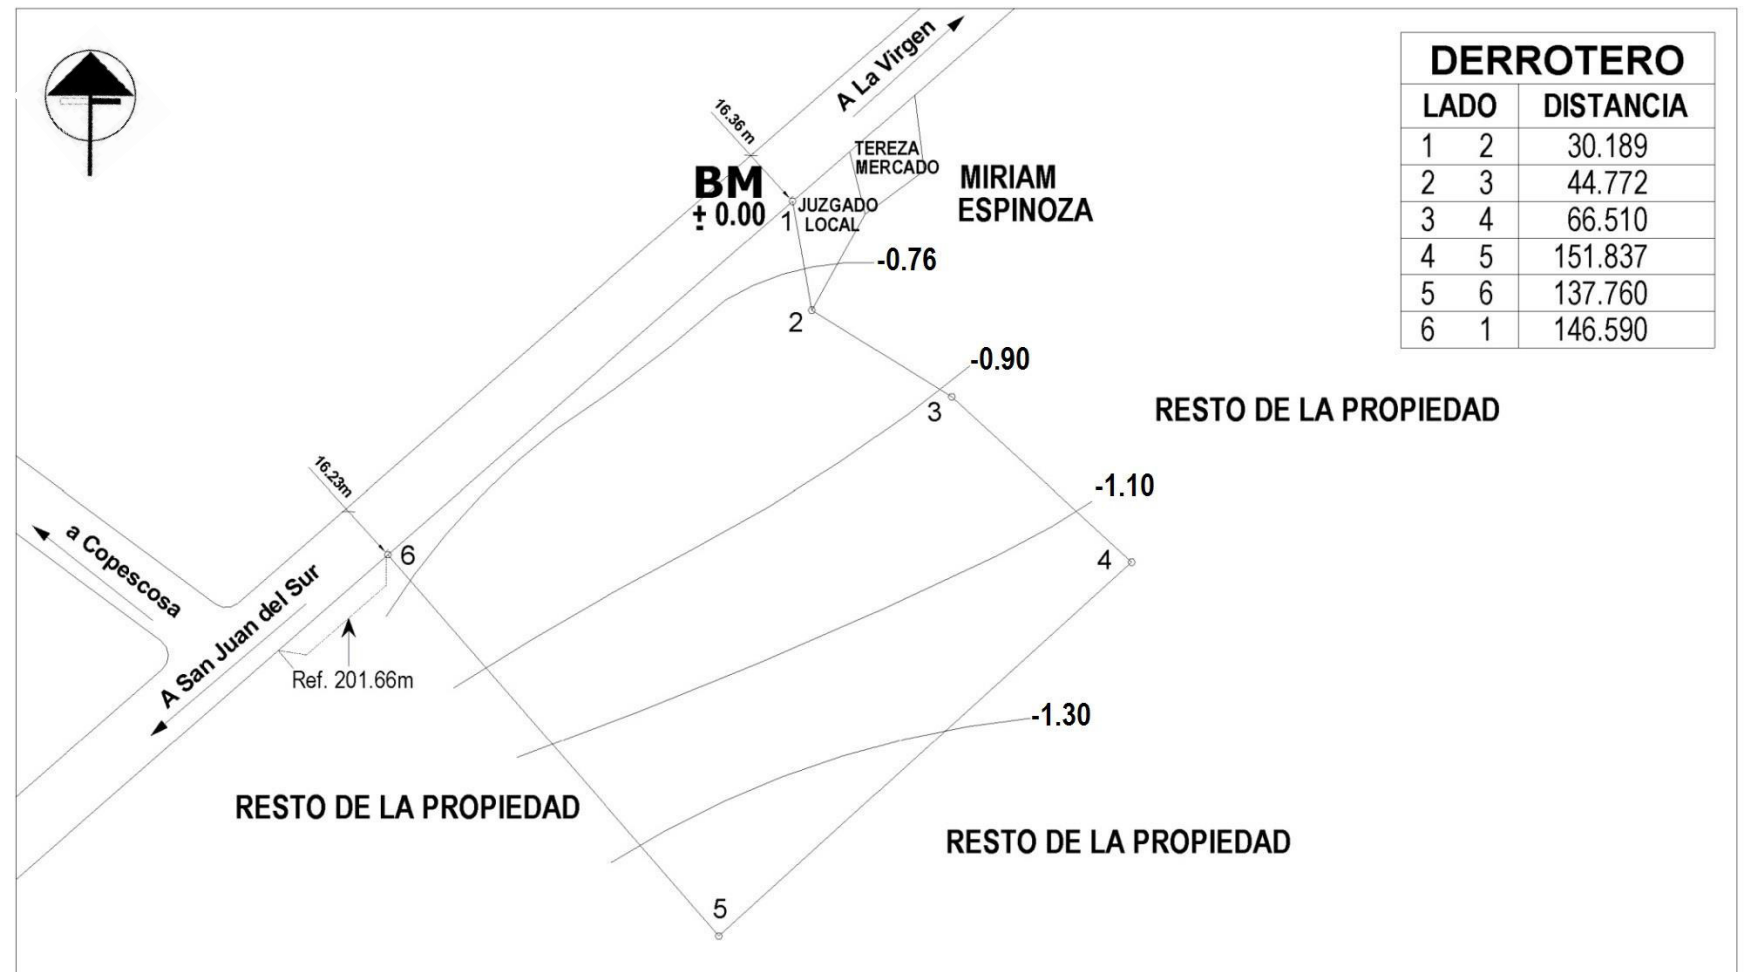 A La Virgen
16.36 m
BM
± 0.00
1
JUZGADO
LOCAL
TEREZA
MERCADO
MIRIAM
ESPINOZA
-0.76
2
-0.90
3
RESTO DE LA PROPIEDAD
-1.10
4
16.23m
6
a Copescosa
A San Juan del Sur
Ref. 201.66m
-1.30
RESTO DE LA PROPIEDAD
RESTO DE LA PROPIEDAD
5
DERROTERO
LADO DISTANCIA
1 2 30.189
2 3 44.772
3 4 66.510
4 5 151.837
5 6 137.760
6 1 146.590